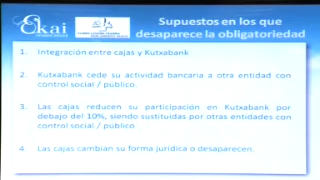 Ekai
Supuestos en los que
desaparece la obligatoriedad
1. Integración entre cajas y Kutxabank
2. Kutxabank cede su actividad bancaria a otra entidad con
control social / público.
3. Las cajas reducen su participación en Kutxabank por
debajo del 10%, siendo sustituidas por otras entidades con
control social / público.
4. Las cajas cambian su forma jurídica o desaparecen.